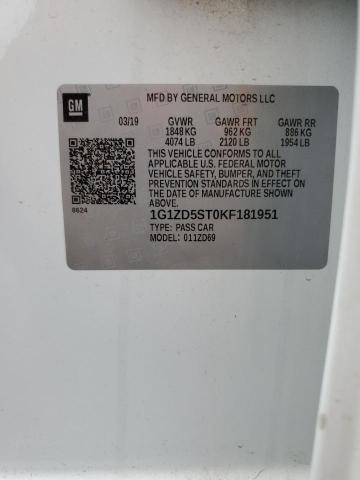 GM
MFD BY GENERAL MOTORS LLC
03/19 GVWR GAWR FRT GAWR RR
1848 KG 962 KG 886 KG
4074 LB 2120 LB 1954 LB
THIS VEHICLE CONFORMS TO ALL
APPLICABLE U.S. FEDERAL MOTOR
VEHICLE SAFETY, BUMPER, AND THEFT
PREVENTION STANDARDS IN EFFECT ON
THE DATE OF MANUFACTURE SHOWN
ABOVE.
8624
1G1ZD5ST0KF181951
TYPE: PASS CAR
MODEL: 011ZD69